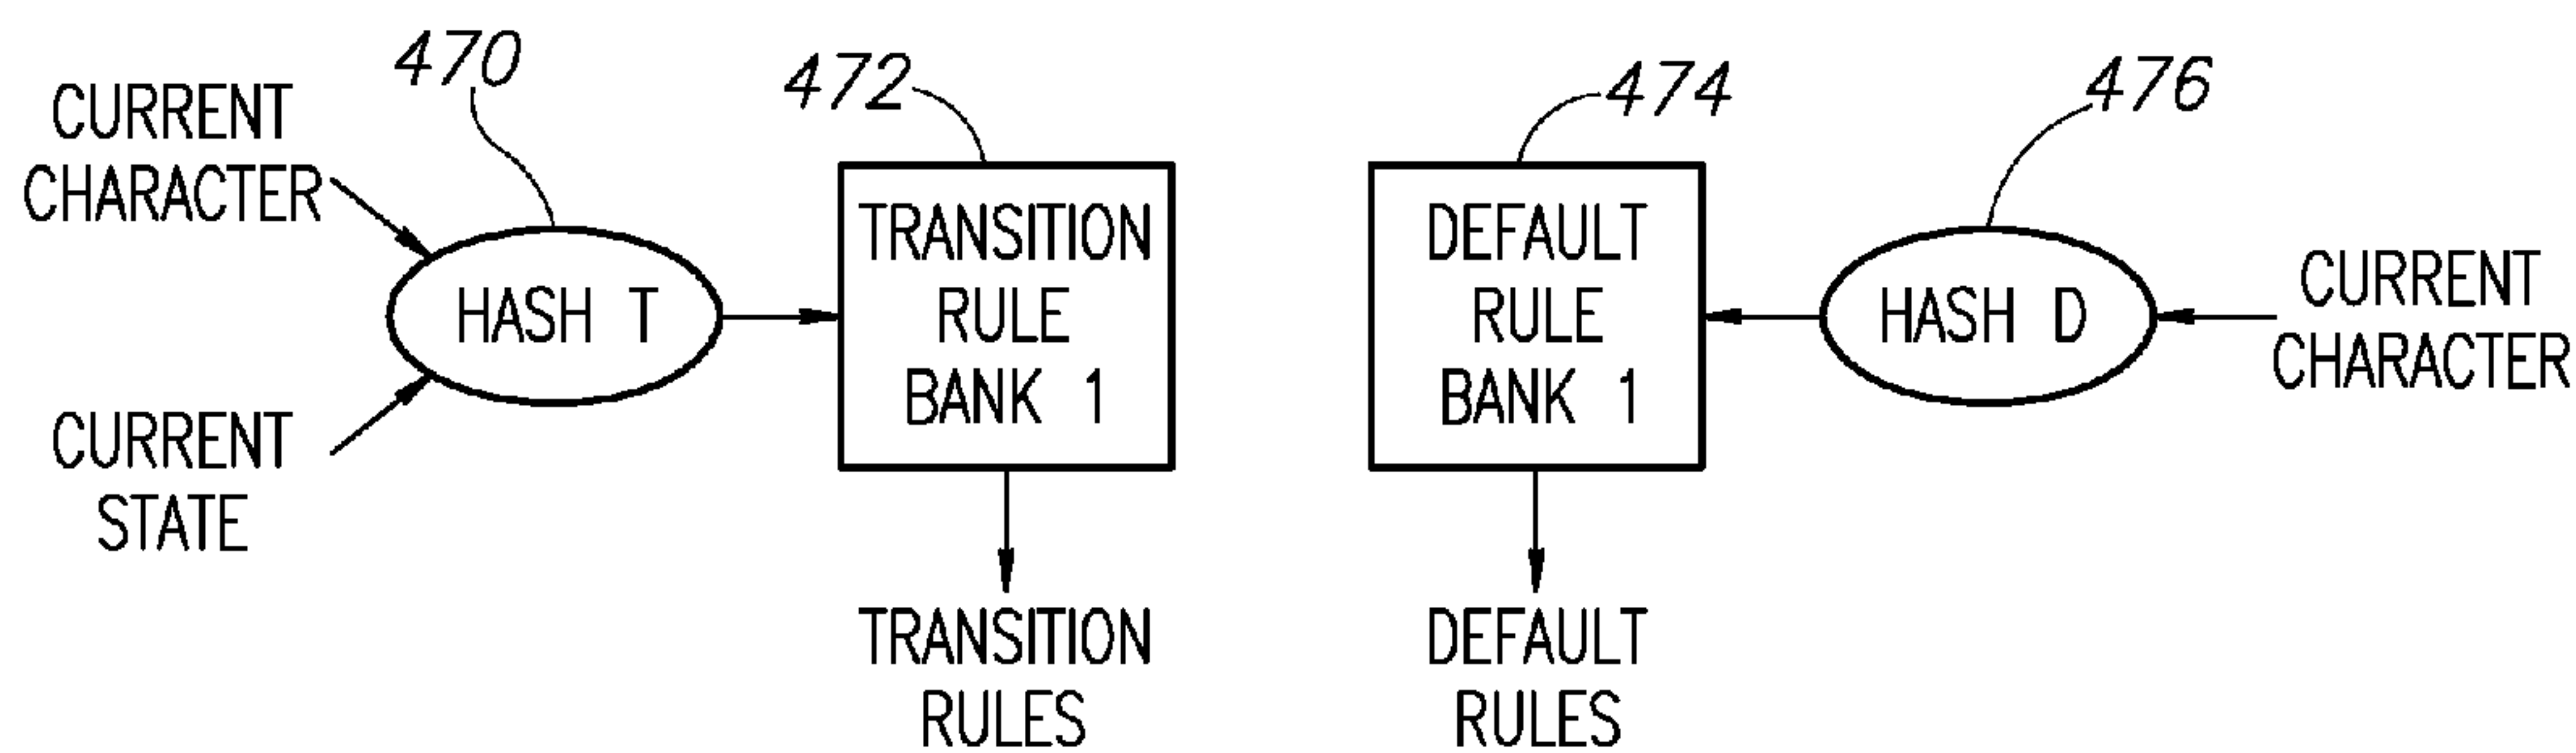 470
472
474
476
CURRENT
CHARACTER
HASH T
CURRENT
STATE
TRANSITION
RULE
BANK 1
TRANSITION
RULES
DEFAULT
RULE
BANK 1
DEFAULT
RULES
HASH D
CURRENT
CHARACTER